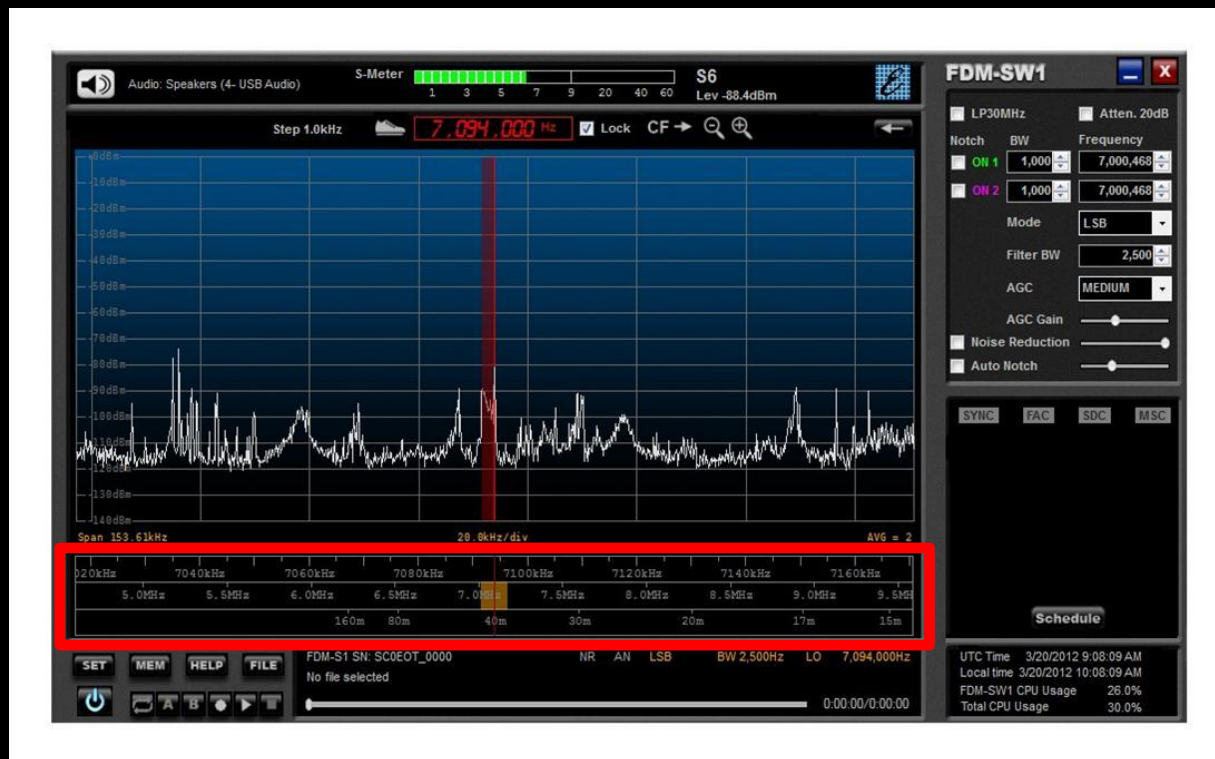 Audio: Speakers (4- USB Audio)
S-Meter
1 3 5 7 9 20 40 60
S6
Lev -88.4dBm
FDM-SW1
X
Step 1.0kHz
7,094,000 Hz
Lock
CF
LP30MHz Atten. 20dB
Notch BW Frequency
ON 1 1,000 7,000,468
ON 2 1,000 7,000,468
Mode LSB
Filter BW 2,500
AGC MEDIUM
AGC Gain
Noise Reduction
Auto Notch
-0dBm
-10dBm
-20dBm
-30dBm
-40dBm
-50dBm
-60dBm
-70dBm
-80dBm
-90dBm
-100dBm
-110dBm
-120dBm
-130dBm
-140dBm
SYNC FAC SDC MSC
Span 153.61kHz 20.0kHz/div AVG = 2
020kHz 7040kHz 7060kHz 7080kHz 7100kHz 7120kHz 7140kHz 7160kHz
5.0MHz 5.5MHz 6.0MHz 6.5MHz 7.0MHz 7.5MHz 8.0MHz 8.5MHz 9.0MHz 9.5MH
160m 80m 40m 30m 20m 17m 15m
Schedule
SET MEM HELP FILE
FDM-S1 SN: SC0EOT_0000 NR AN LSB BW 2,500Hz LO 7,094,000Hz
No file selected
A B
0:00:00/0:00:00
UTC Time 3/20/2012 9:08:09 AM
Local time 3/20/2012 10:08:09 AM
FDM-SW1 CPU Usage 26.0%
Total CPU Usage 30.0%